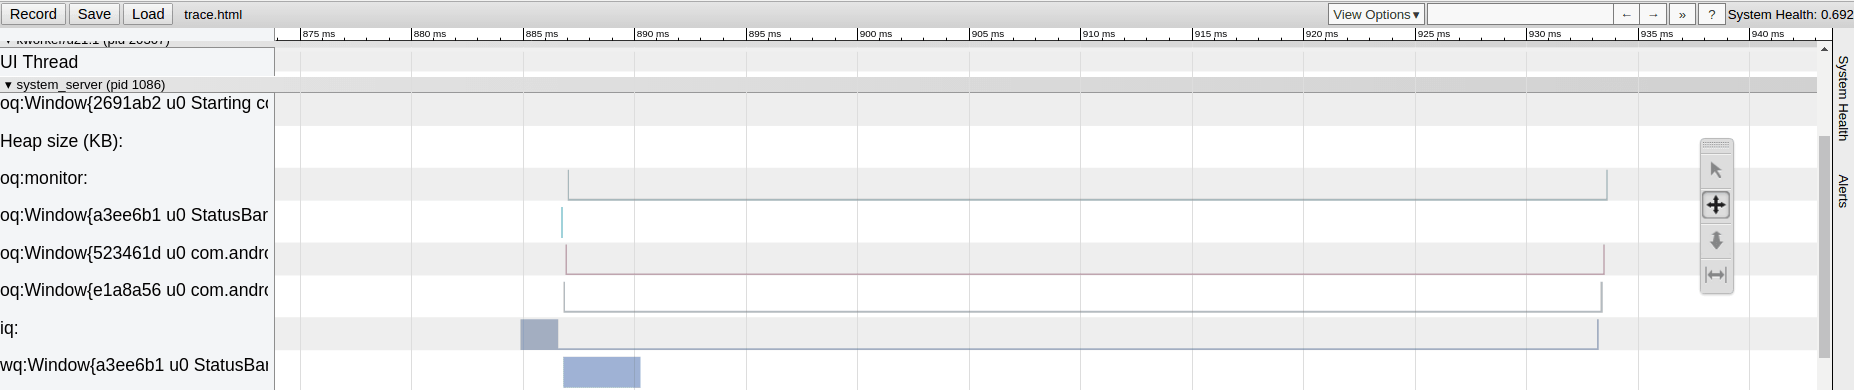 Record Save Load trace.html View Options▾ ← → » ? System Health: 0.692
875 ms 880 ms 885 ms 890 ms 895 ms 900 ms 905 ms 910 ms 915 ms 920 ms 925 ms 930 ms 935 ms 940 ms
UI Thread
▾ system_server (pid 1086)
oq:Window{2691ab2 u0 Starting
Heap size (KB):
oq:monitor:
oq:Window{a3ee6b1 u0 StatusBar
oq:Window{523461d u0 com.andro
oq:Window{e1a8a56 u0 com.andro
iq:
wq:Window{a3ee6b1 u0 StatusBar
System Health
Alerts